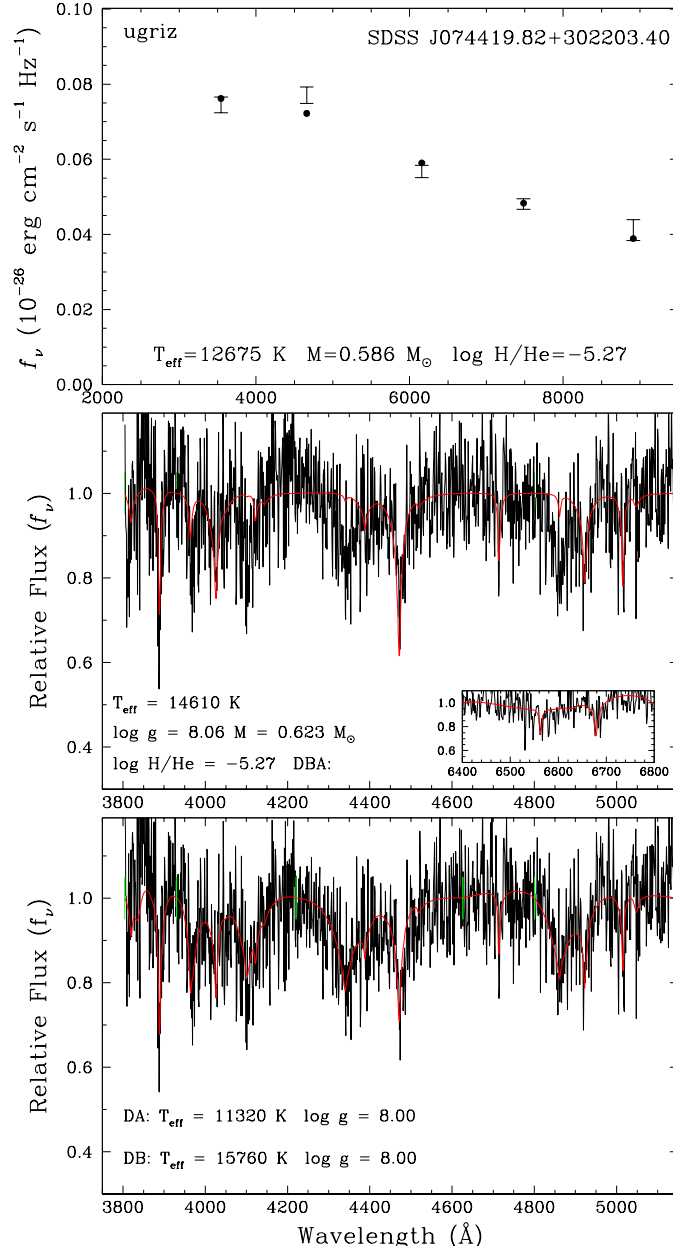 ugriz
SDSS J074419.82+302203.40
0.10
0.08
0.06
0.04
0.02
0.00
f_ν (10⁻²⁶ erg cm⁻² s⁻¹ Hz⁻¹)
T_eff=12675 K M=0.586 M_⊙ log H/He=−5.27
2000 4000 6000 8000
1.0
0.8
0.6
0.4
Relative Flux (f_ν)
T_eff = 14610 K
log g = 8.06 M = 0.623 M_⊙
log H/He = −5.27 DBA:
1.0
0.8
0.6
6400 6500 6600 6700 6800
3800 4000 4200 4400 4600 4800 5000
1.0
0.8
0.6
0.4
Relative Flux (f_ν)
DA: T_eff = 11320 K log g = 8.00
DB: T_eff = 15760 K log g = 8.00
3800 4000 4200 4400 4600 4800 5000
Wavelength (Å)